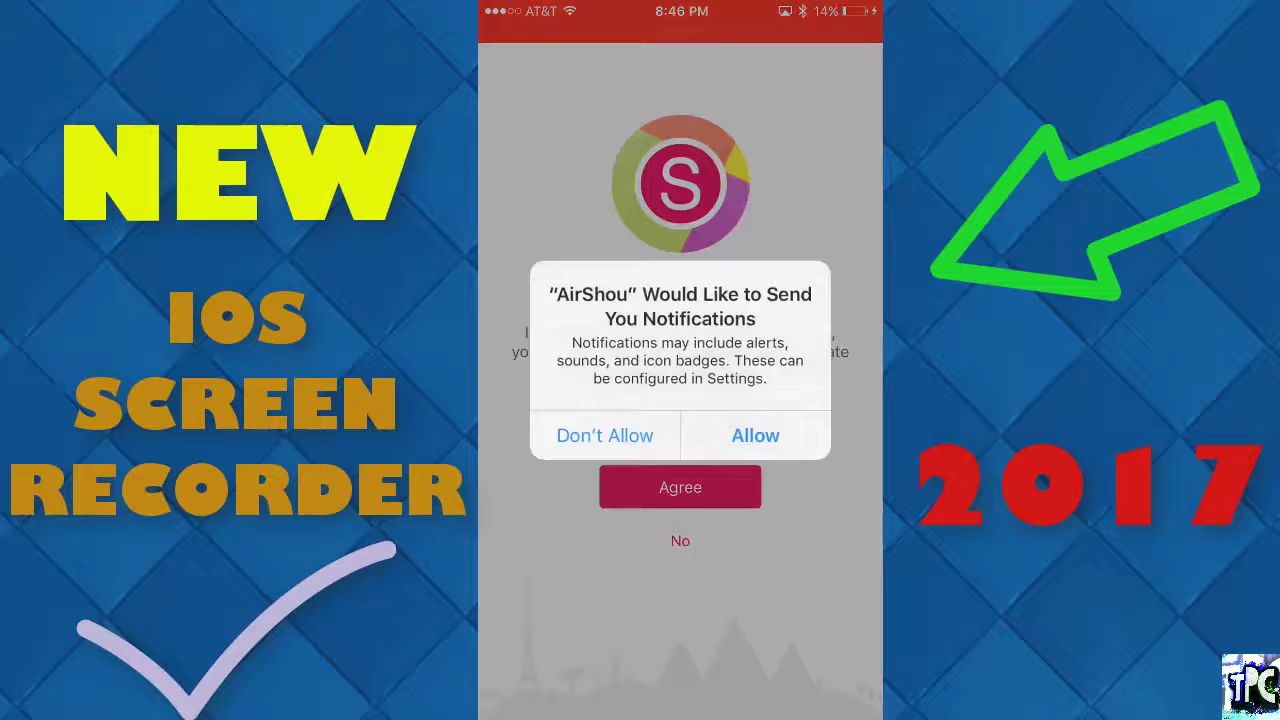 AT&T 8:46 PM 14%
NEW
IOS
SCREEN
RECORDER
S
“AirShou” Would Like to Send
You Notifications
Notifications may include alerts,
sounds, and icon badges. These can
be configured in Settings.
Don’t Allow Allow
Agree
No
2017
TPC